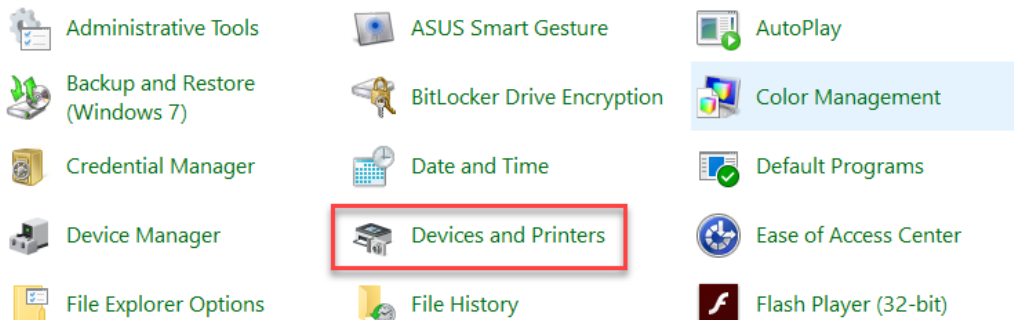 Administrative Tools
ASUS Smart Gesture
AutoPlay
Backup and Restore
(Windows 7)
BitLocker Drive Encryption
Color Management
Credential Manager
Date and Time
Default Programs
Device Manager
Devices and Printers
Ease of Access Center
File Explorer Options
File History
Flash Player (32-bit)